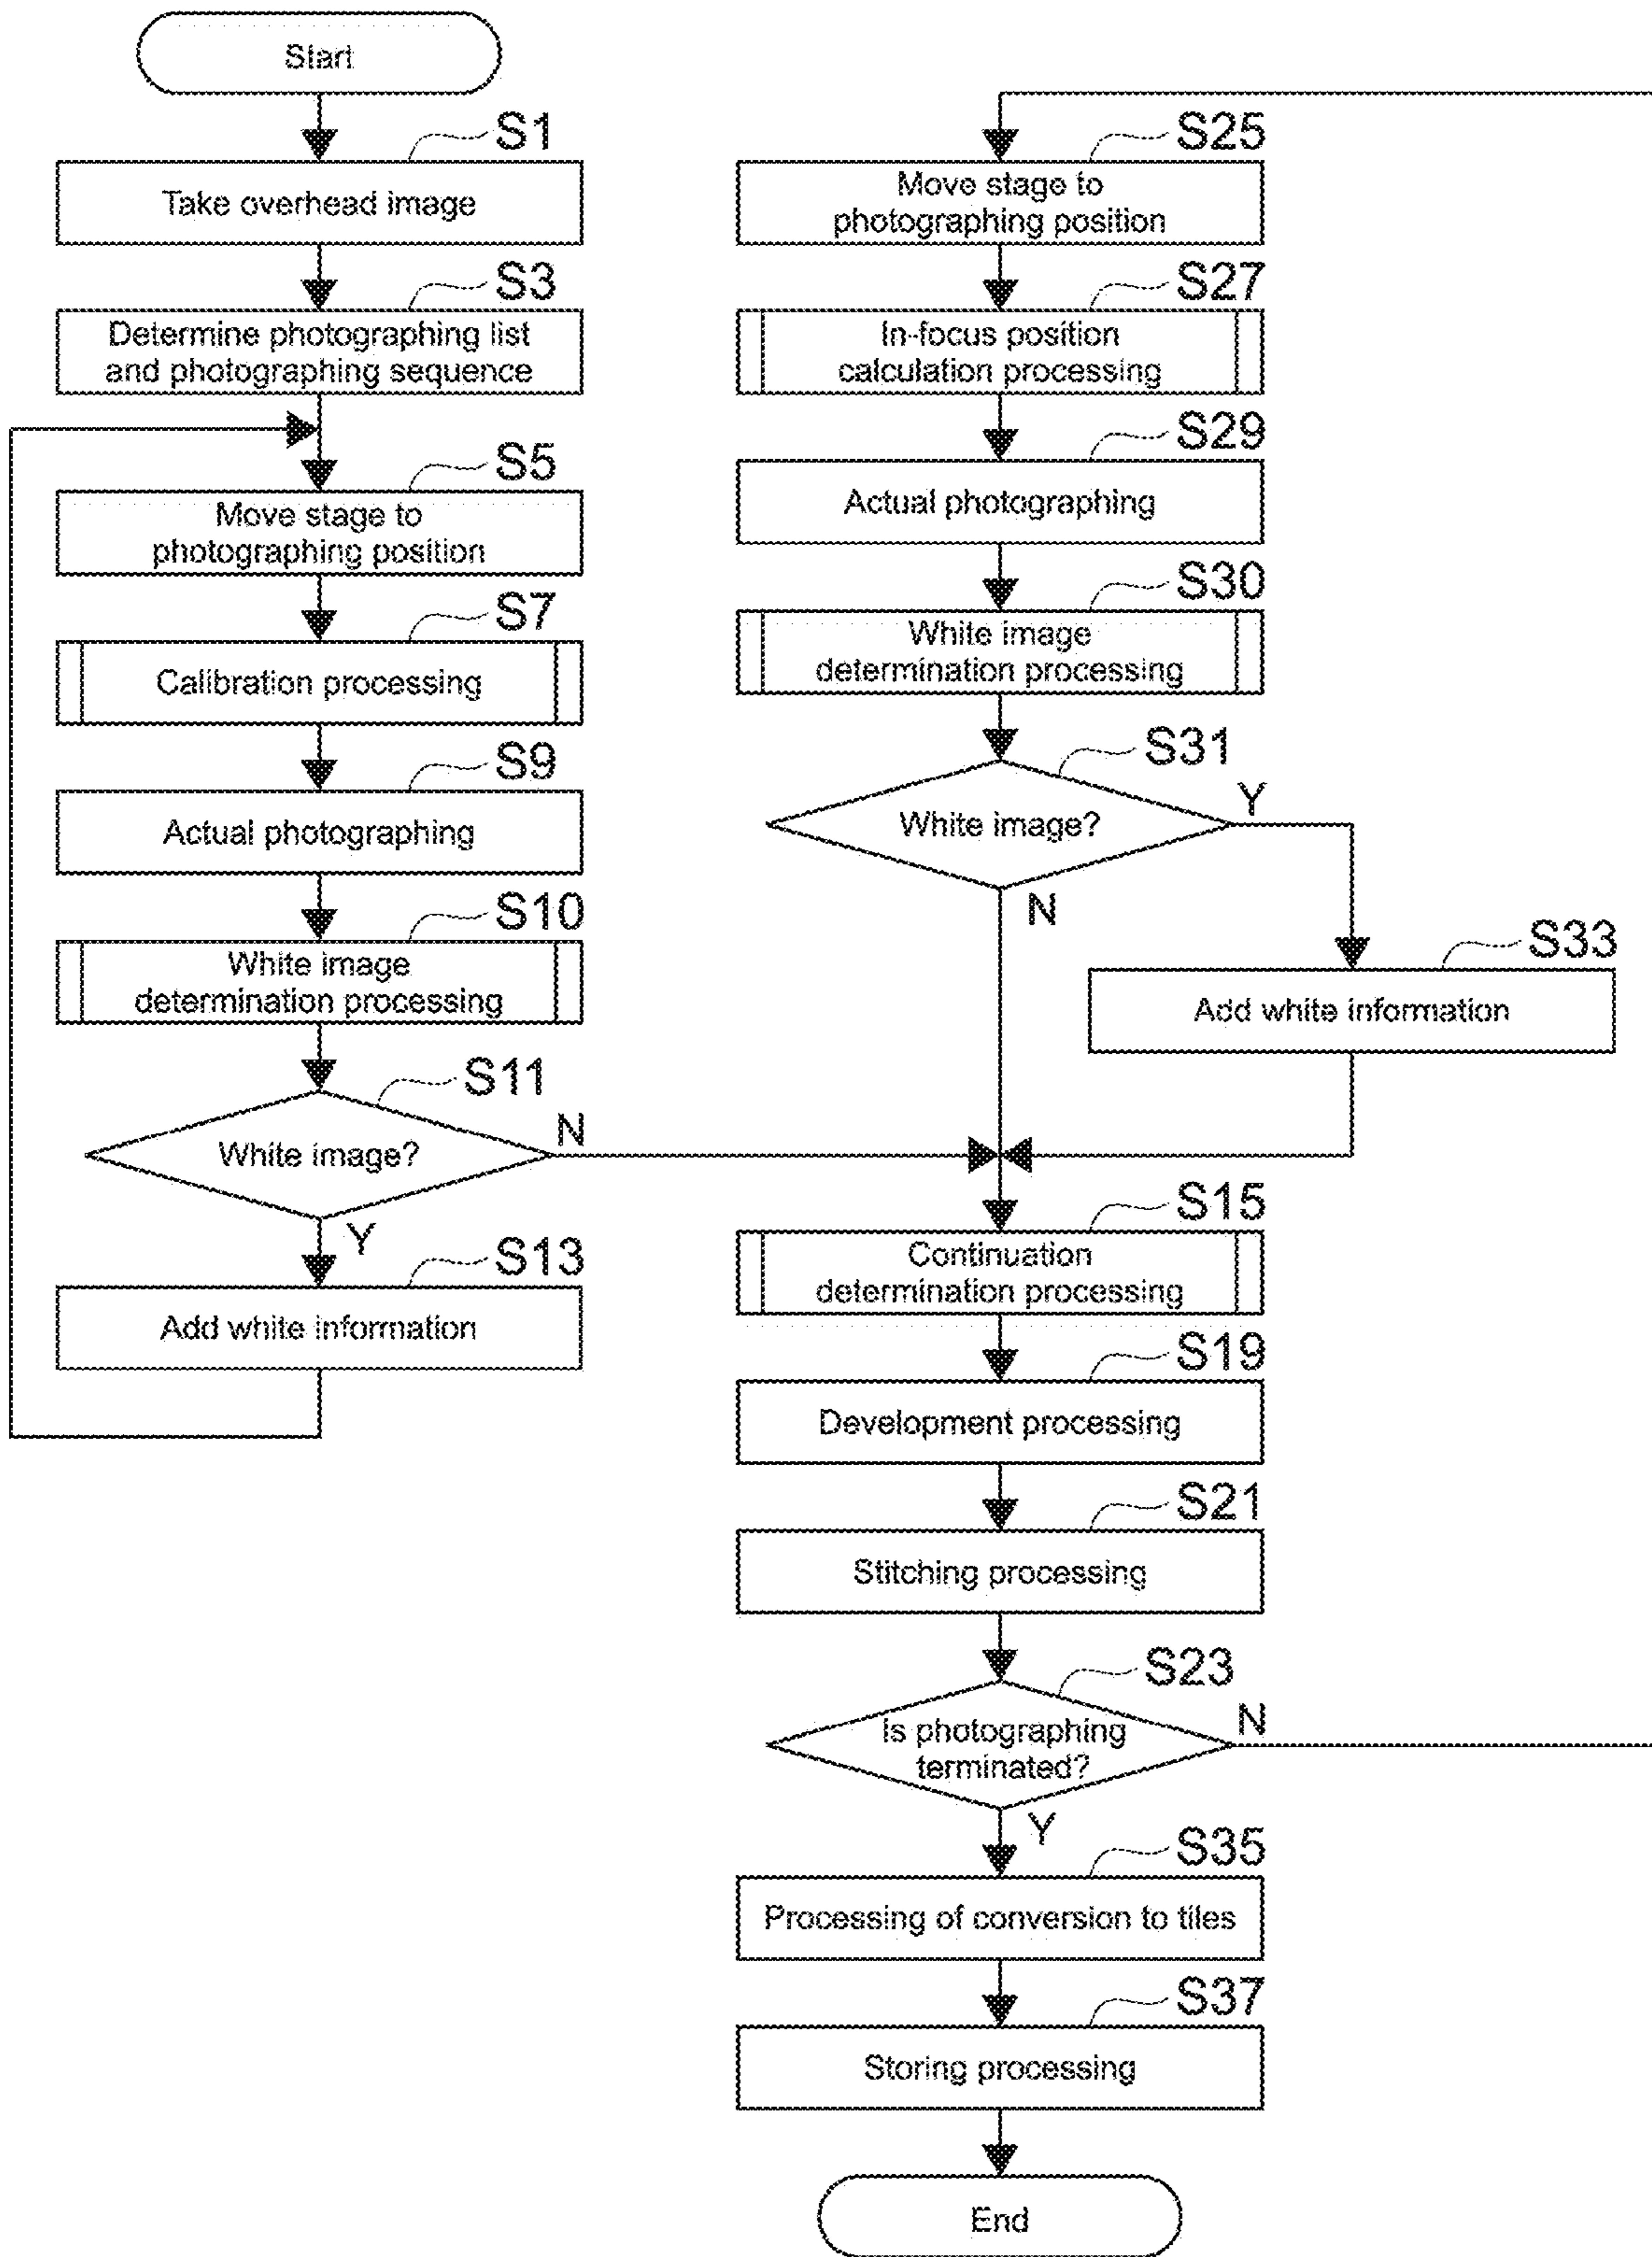 Start
S1
Take overhead image
S3
Determine photographing list
and photographing sequence
S5
Move stage to
photographing position
S7
Calibration processing
S9
Actual photographing
S10
White image
determination processing
S11
White image?
N
Y
S13
Add white information
S25
Move stage to
photographing position
S27
In-focus position
calculation processing
S29
Actual photographing
S30
White image
determination processing
S31
White image?
Y
N
S33
Add white information
S15
Continuation
determination processing
S19
Development processing
S21
Stitching processing
S23
Is photographing
terminated?
N
Y
S35
Processing of conversion to tiles
S37
Storing processing
End